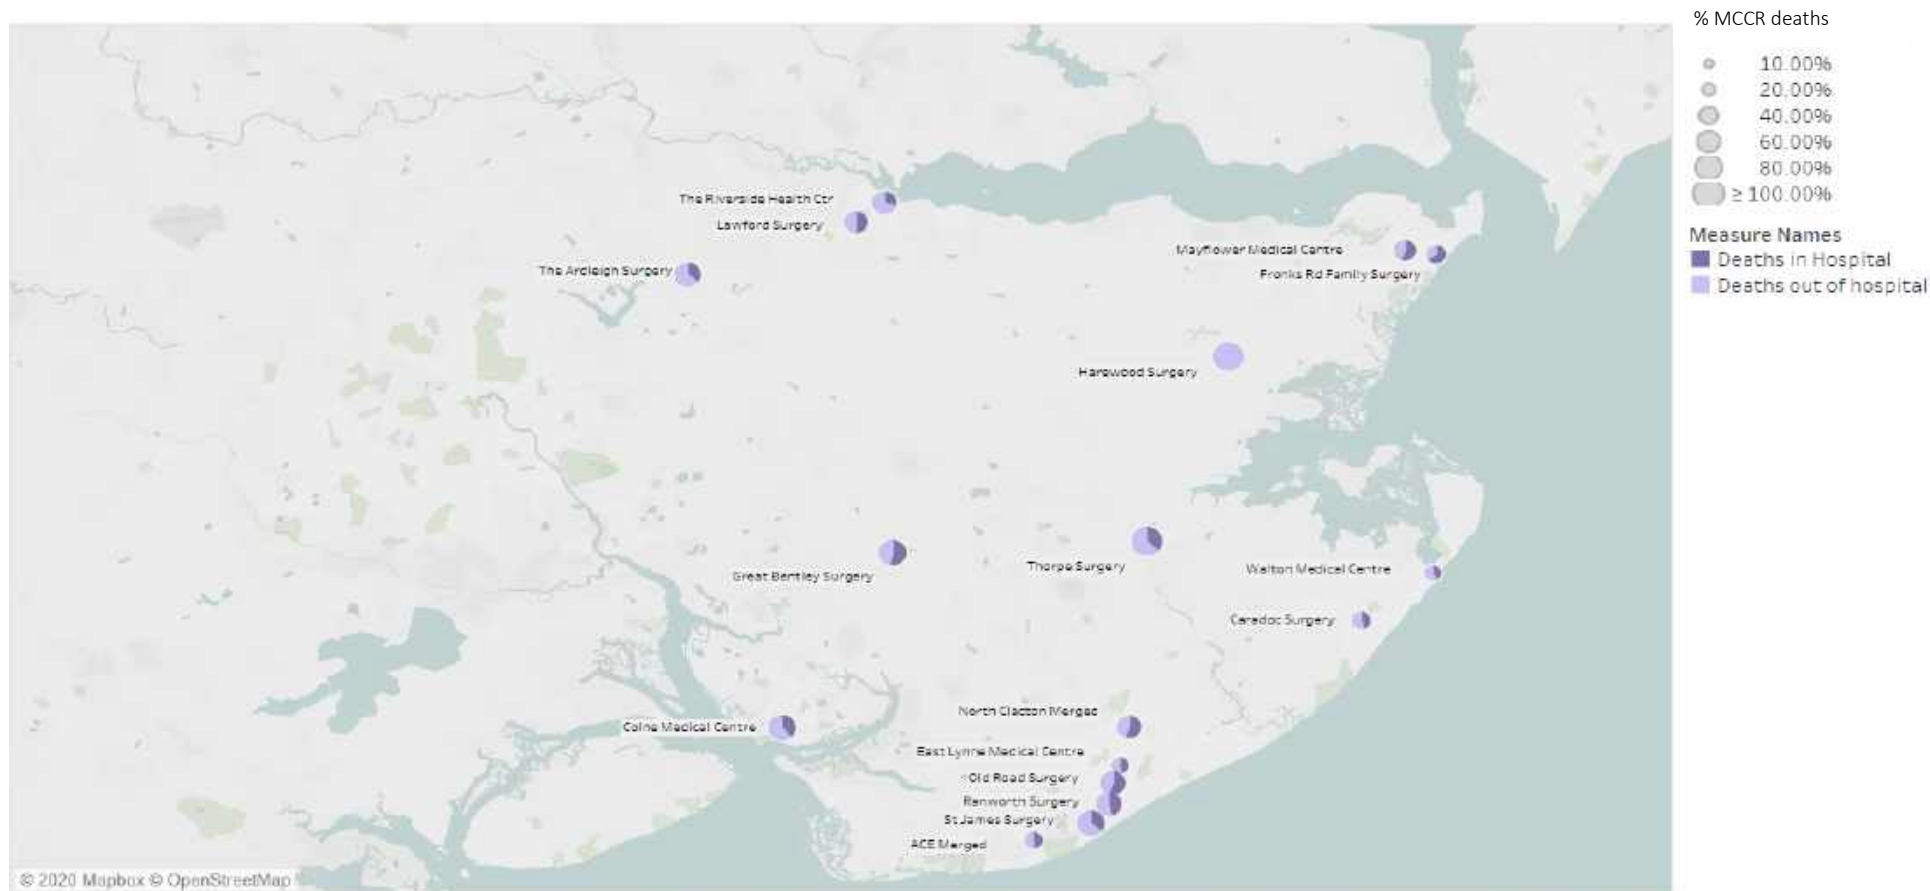 % MCCR deaths
10.00%
20.00%
40.00%
60.00%
80.00%
≥ 100.00%
Measure Names
Deaths in Hospital
Deaths out of hospital
The Riverside Health Ctr
Lawford Surgery
The Ardleigh Surgery
Mayflower Medical Centre
Fronks Rd Family Surgery
Harewood Surgery
Great Bentley Surgery
Thorpe Surgery
Walton Medical Centre
Caradoc Surgery
Colne Medical Centre
North Clacton Merged
East Lynne Medical Centre
Old Road Surgery
Ranworth Surgery
St James Surgery
ACE Merged
© 2020 Mapbox © OpenStreetMap